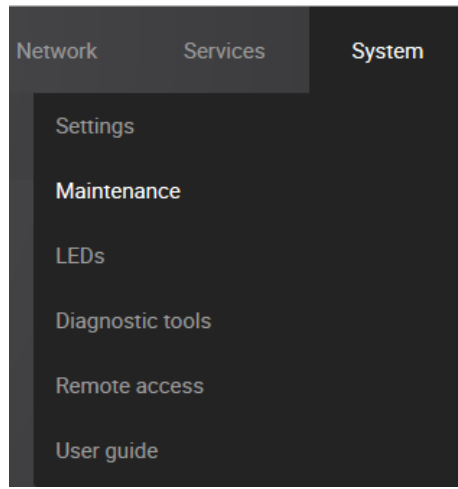 Network Services System
Settings
Maintenance
LEDs
Diagnostic tools
Remote access
User guide